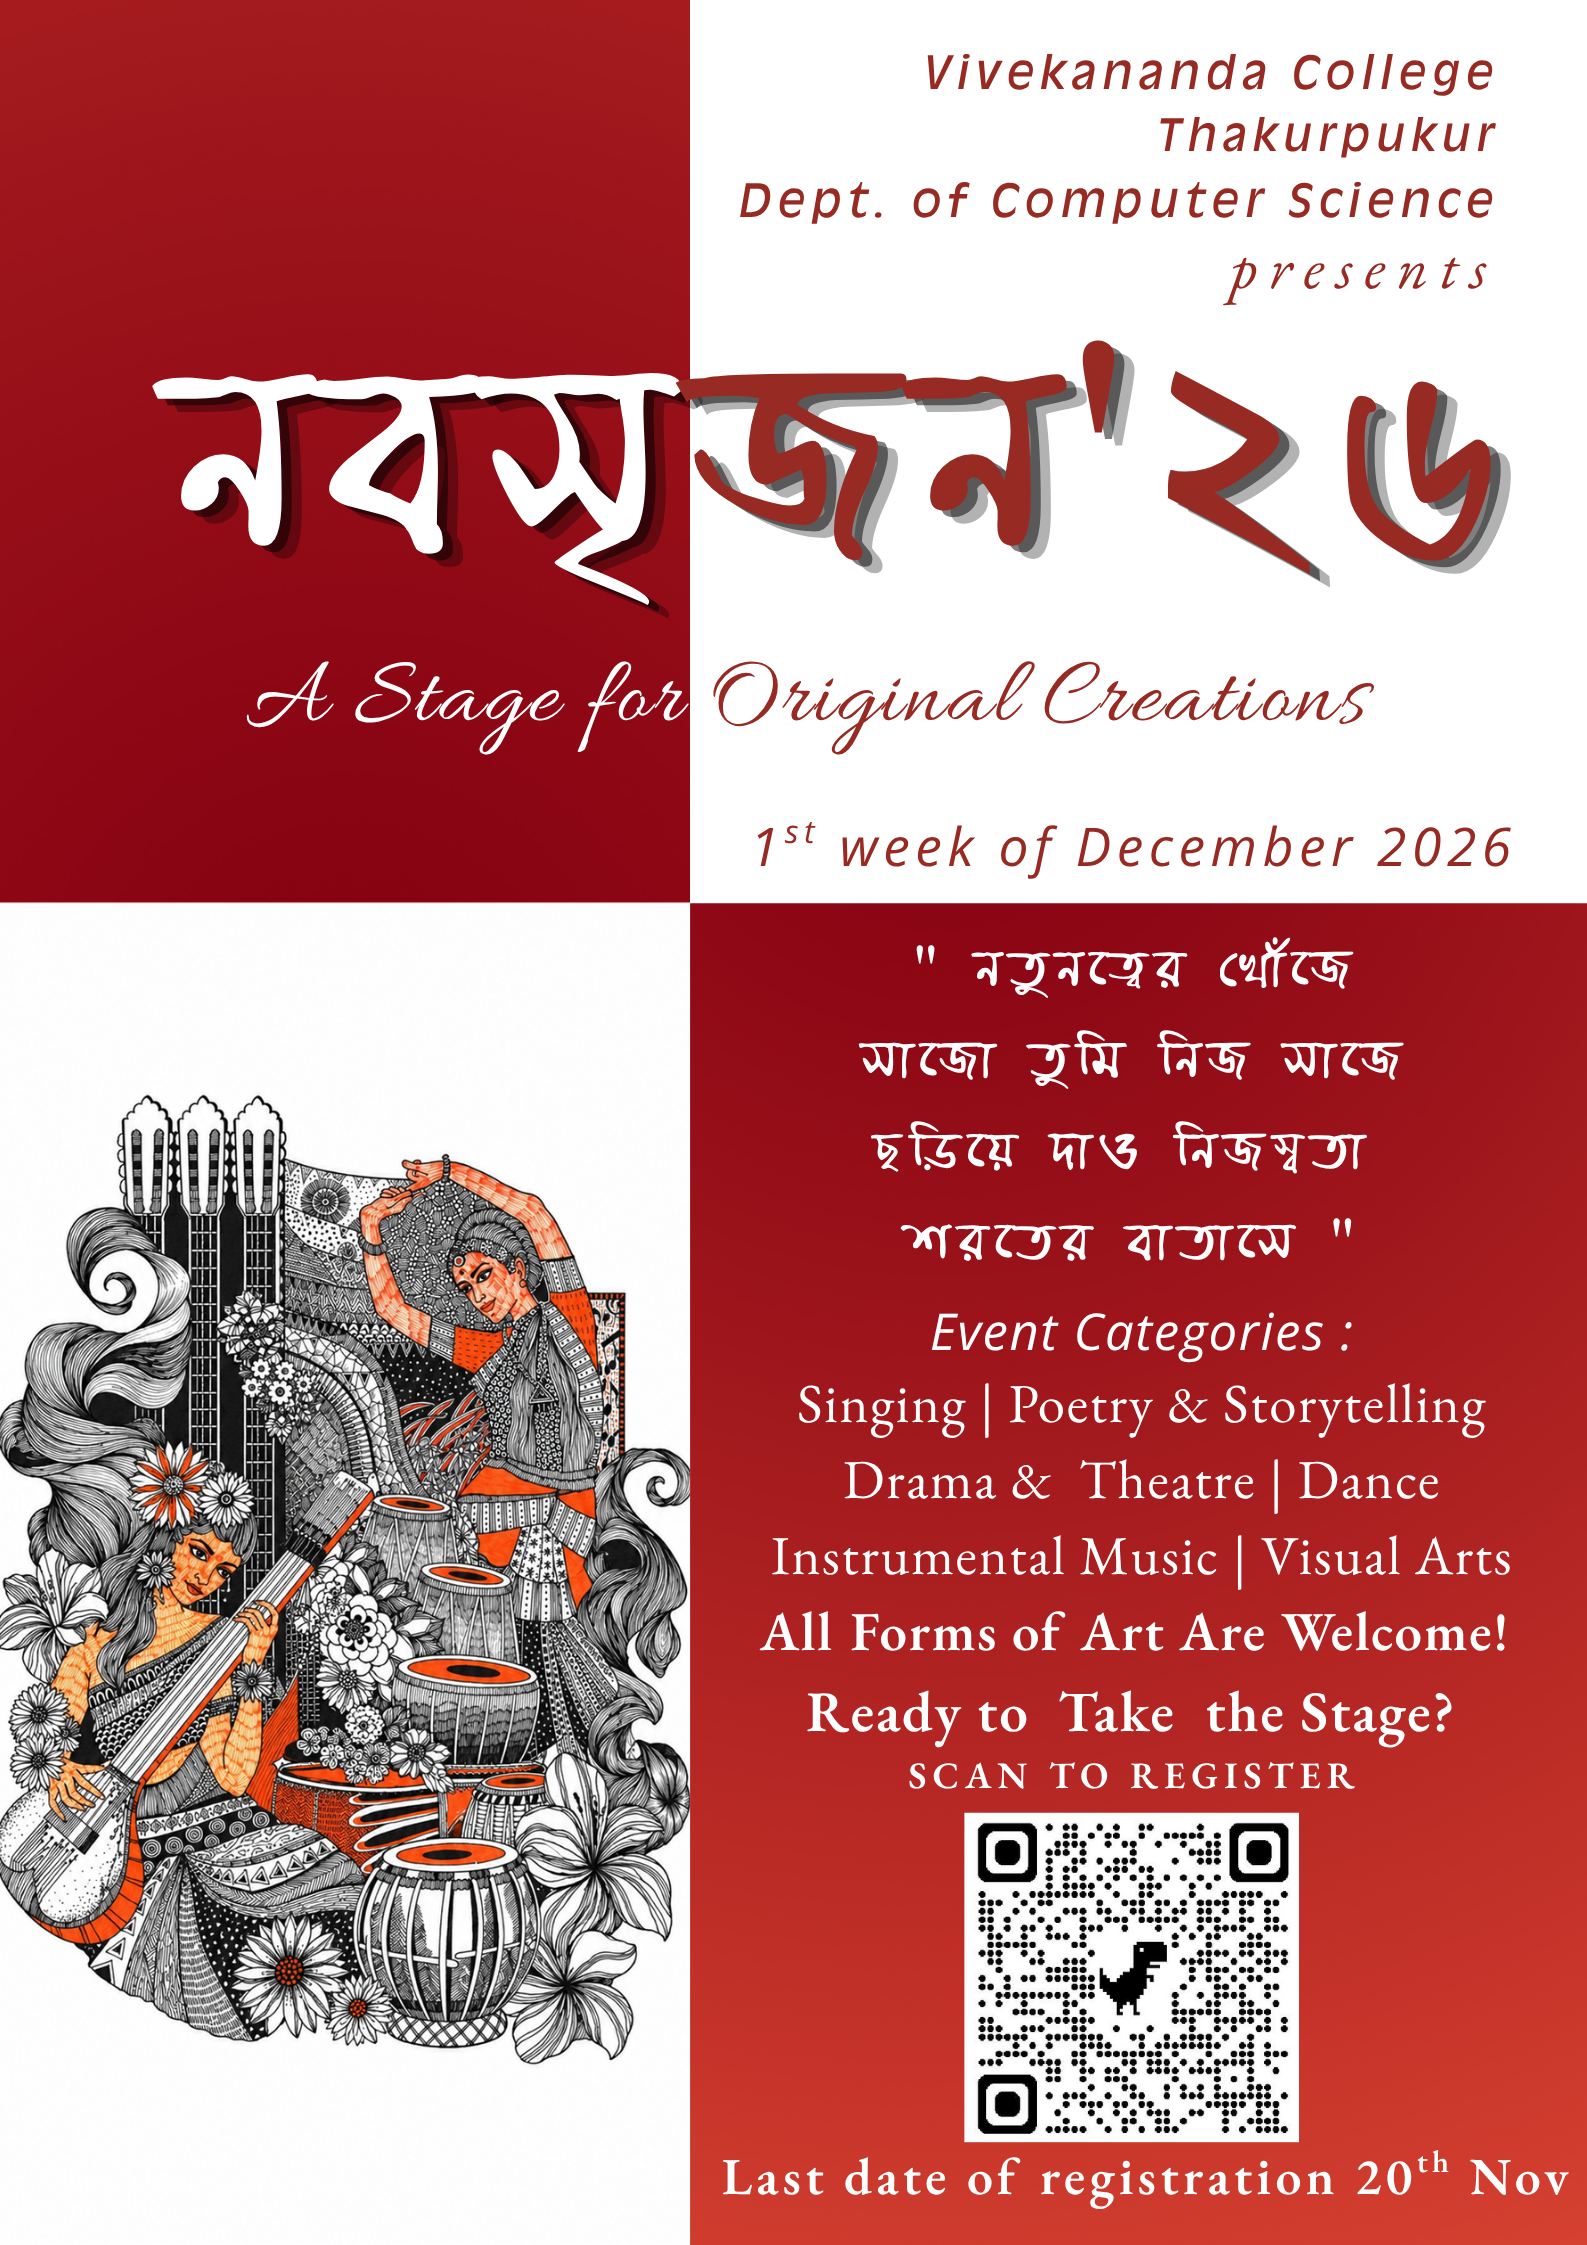 Vivekananda College
Thakurpukur
Dept. of Computer Science
presents
নবসৃজন'২৬
A Stage for Original Creations
1st week of December 2026
" নতুনত্বের খোঁজে
সাজো তুমি নিজ সাজে
ছড়িয়ে দাও নিজস্বতা
শরতের বাতাসে "
Event Categories :
Singing | Poetry & Storytelling
Drama & Theatre | Dance
Instrumental Music | Visual Arts
All Forms of Art Are Welcome!
Ready to Take the Stage?
SCAN TO REGISTER
Last date of registration 20th Nov